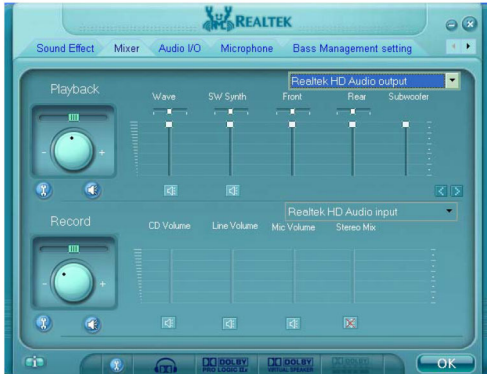 REALTEK
Sound Effect Mixer Audio I/O Microphone Bass Management setting
Playback
Realtek HD Audio output
Wave SW Synth Front Rear Subwoofer
- +
Record
Realtek HD Audio input
CD Volume Line Volume Mic Volume Stereo Mix
- +
DOLBY PRO LOGIC IIx
DOLBY VIRTUAL SPEAKER
OK